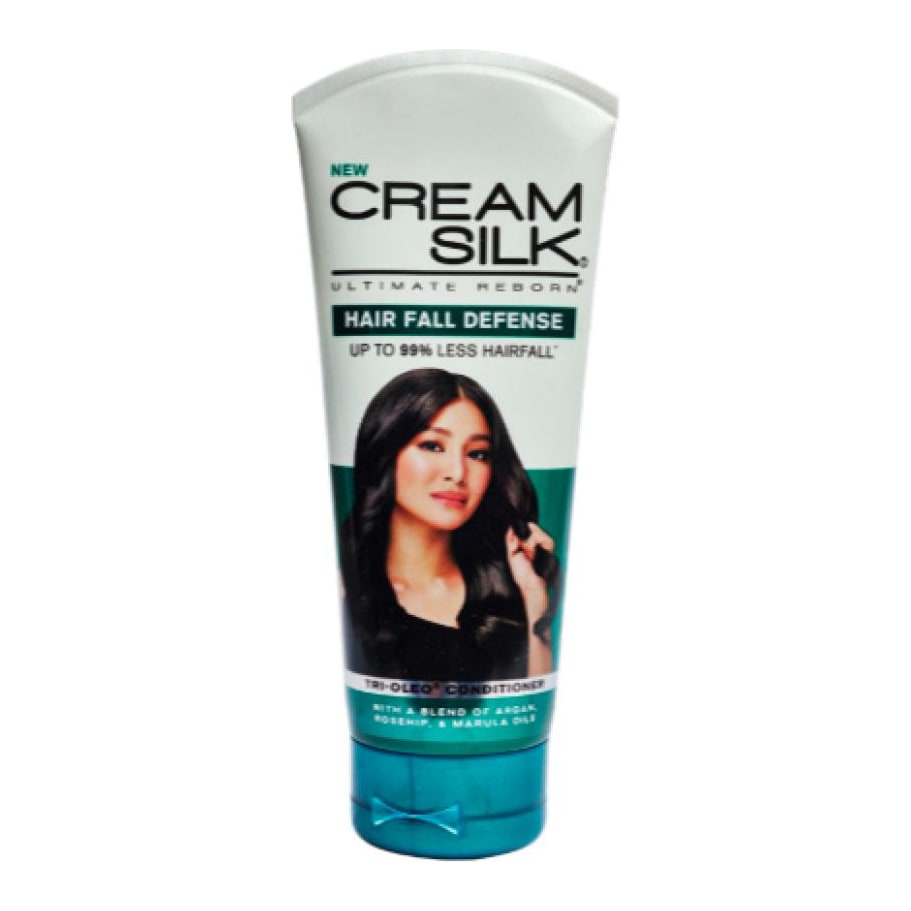 NEW
CREAM
SILK®
ULTIMATE REBORN®
HAIR FALL DEFENSE
UP TO 99% LESS HAIRFALL*
TRI-OLEO® CONDITIONER
WITH A BLEND OF ARGAN,
ROSEHIP, & MARULA OILS